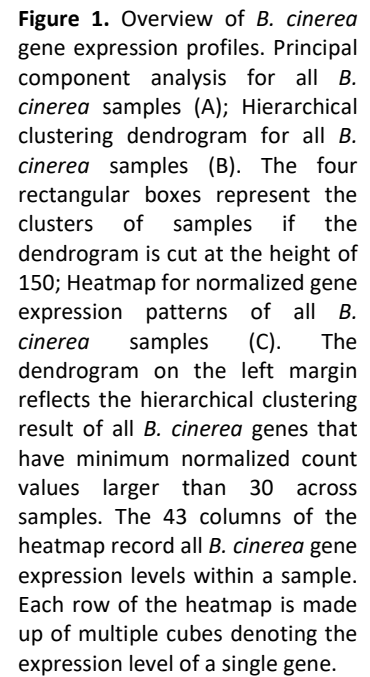 Figure 1. Overview of B. cinerea
gene expression profiles. Principal
component analysis for all B.
cinerea samples (A); Hierarchical
clustering dendrogram for all B.
cinerea samples (B). The four
rectangular boxes represent the
clusters of samples if the
dendrogram is cut at the height of
150; Heatmap for normalized gene
expression patterns of all B.
cinerea samples (C). The
dendrogram on the left margin
reflects the hierarchical clustering
result of all B. cinerea genes that
have minimum normalized count
values larger than 30 across
samples. The 43 columns of the
heatmap record all B. cinerea gene
expression levels within a sample.
Each row of the heatmap is made
up of multiple cubes denoting the
expression level of a single gene.